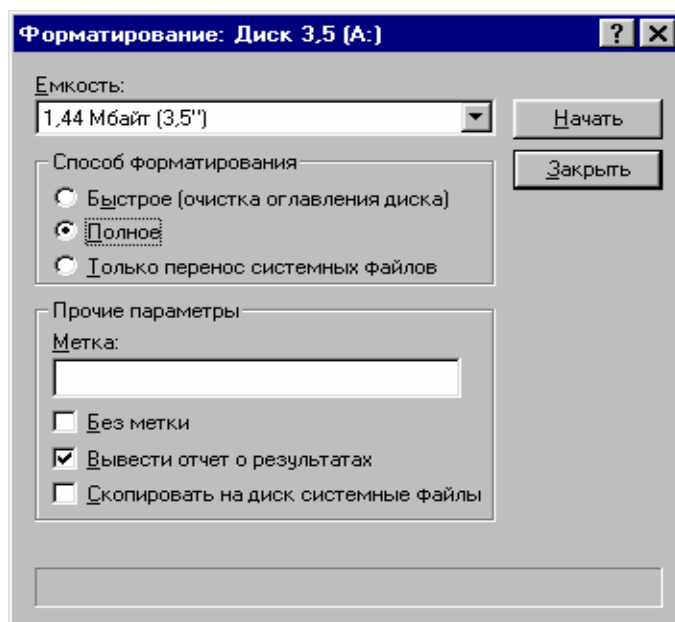 Форматирование: Диск 3,5 (A:)
Емкость:
1,44 Мбайт (3,5")
Начать
Способ форматирования
Закрыть
Быстрое (очистка оглавления диска)
Полное
Только перенос системных файлов
Прочие параметры
Метка:
Без метки
Вывести отчет о результатах
Скопировать на диск системные файлы